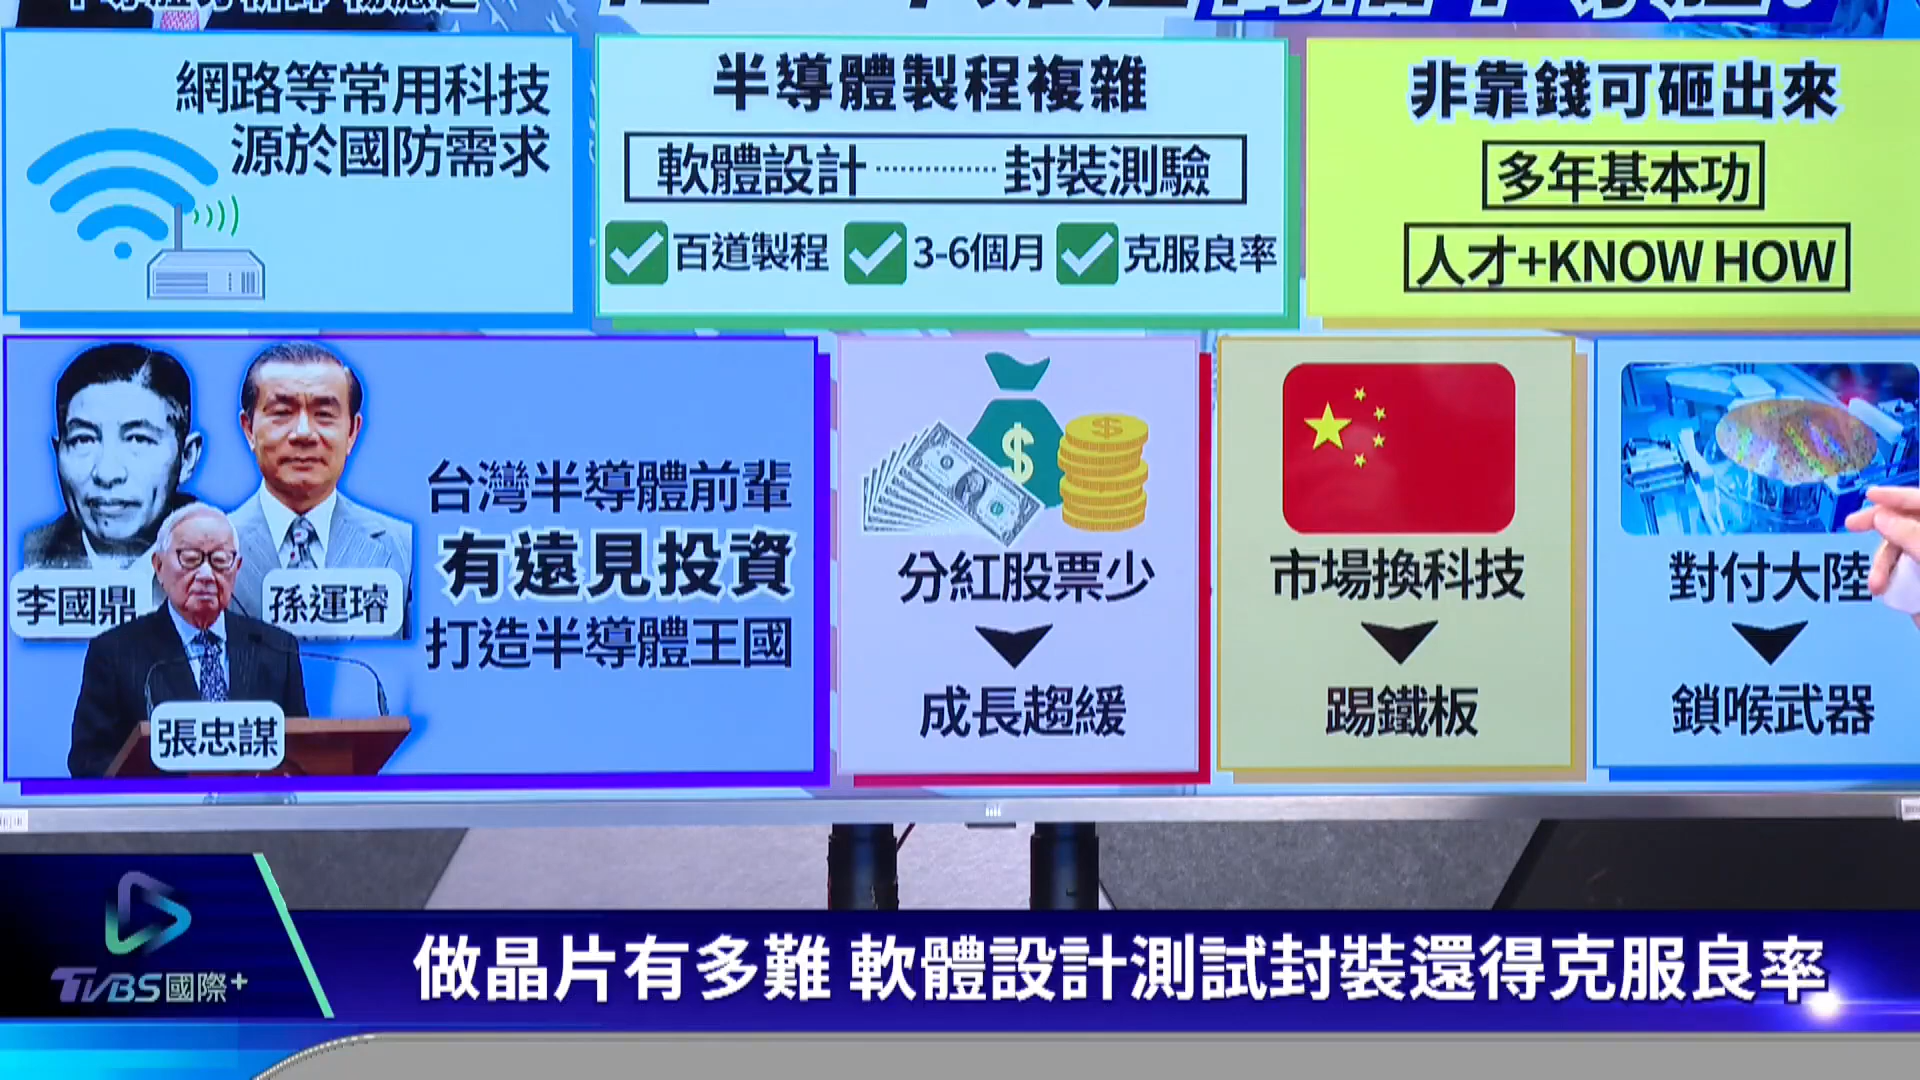 網路等常用科技
源於國防需求
半導體製程複雜
軟體設計 ............ 封裝測驗
百道製程 3-6個月 克服良率
非靠錢可砸出來
多年基本功
人才+KNOW HOW
李國鼎
孫運璿
張忠謀
台灣半導體前輩
有遠見投資
打造半導體王國
分紅股票少
成長趨緩
市場換科技
踢鐵板
對付大陸
鎖喉武器
做晶片有多難 軟體設計測試封裝還得克服良率
TVBS國際+